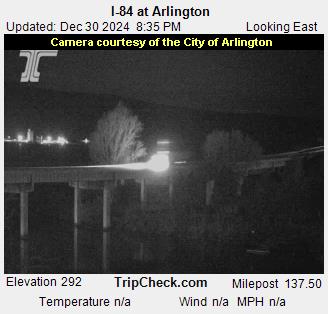 I-84 at Arlington
Updated: Dec 30 2024 8:35 PM Looking East
Camera courtesy of the City of Arlington
Elevation 292 TripCheck.com Milepost 137.50
Temperature n/a Wind n/a MPH n/a